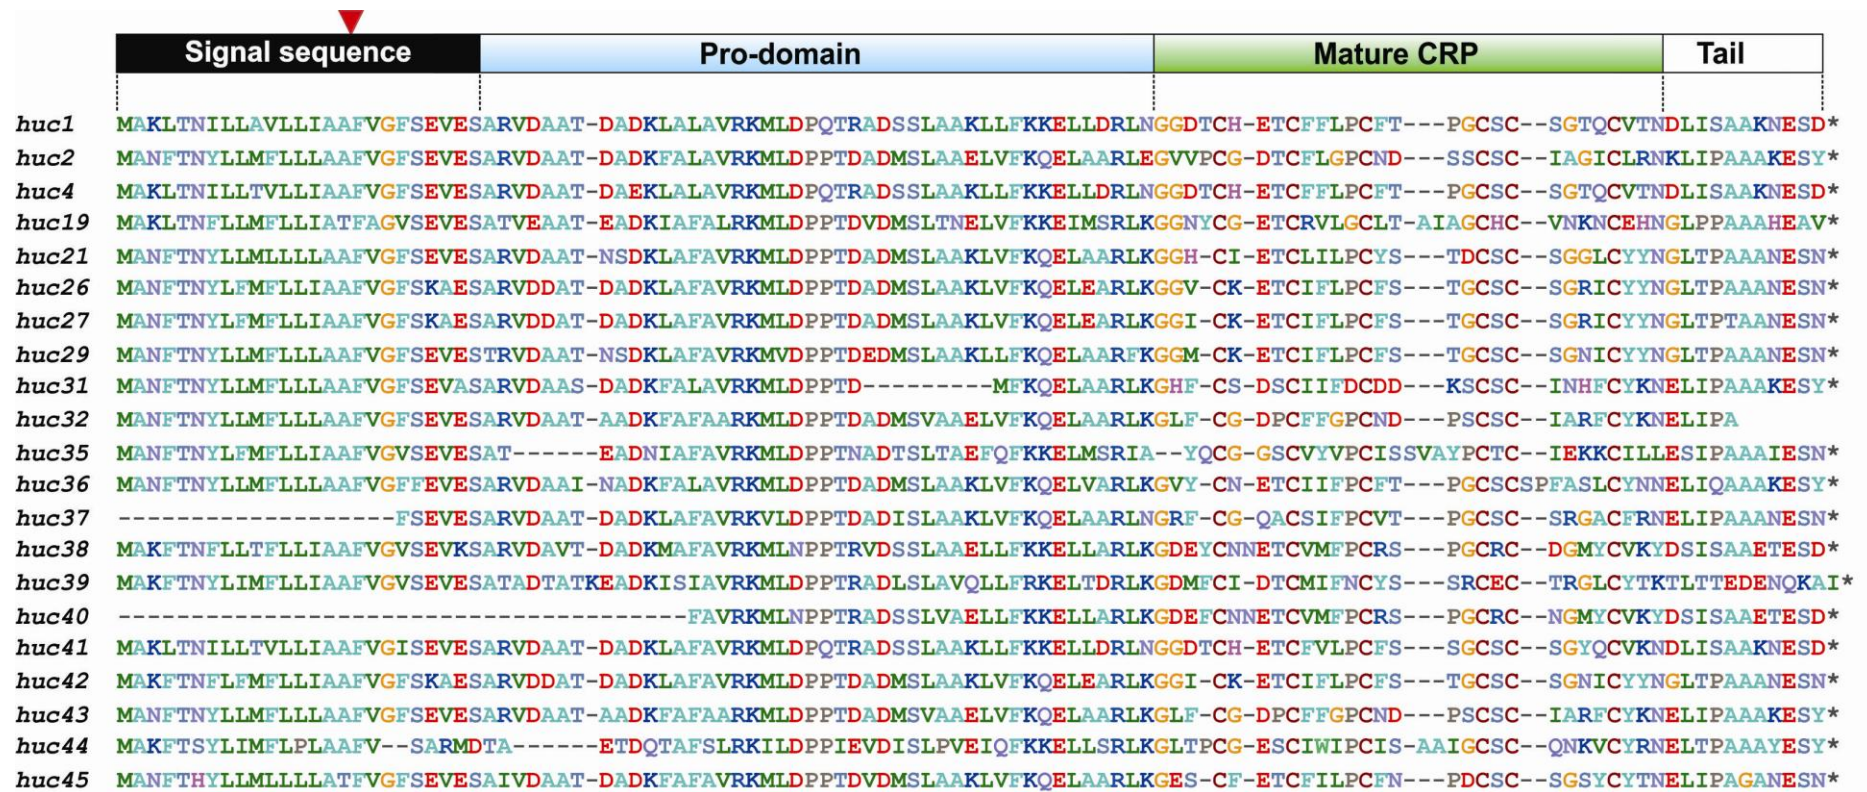 Signal sequence Pro-domain Mature CRP Tail
huc1 MAKLTNILLAVLLIAAFVGFSEVESARVDAAT-DADKLALAVRKMLDPQTRADSSLAAKLLFKKELLDRLNGGDTCH-ETCFFLPCFT---PGCSC--SGTQCVTNDLISAAKNESD*
huc2 MANFTNYLLMFLLLAAFVGFSEVESARVDAAT-DADKFALAVRKMLDPPTDADMSLAAELVFKQELAARLEGVVPCG-DTCFLGPCND---SSCSC--IAGICLRNKLIPAAAKESY*
huc4 MAKLTNILLTVLLIAAFVGFSEVESARVDAAT-DAEKLALAVRKMLDPQTRADSSLAAKLLFKKELLDRLNGGDTCH-ETCFFLPCFT---PGCSC--SGTQCVTNDLISAAKNESD*
huc19 MAKLTNFLLMFLLIATFAGVSEVESATVEAAT-EADKIAFALRKMLDPPTDVDMSLTNELVFKKEIMSRLKGGNYCG-ETCRVLGCLT-AIAGCHC--VNKNCEHNGLPPAAAHEAV*
huc21 MANFTNYLLMLLLLAAFVGFSEVESARVDAAT-NSDKLAFAVRKMLDPPTDADMSLAAKLVFKQELAARLKGGH-CI-ETCLILPCYS---TDCSC--SGGLCYYNGLTPAAANESN*
huc26 MANFTNYLFMFLLIAAFVGFSKAESARVDDAT-DADKLAFAVRKMLDPPTDADMSLAAKLVFKQELEARLKGGV-CK-ETCIFLPCFS---TGCSC--SGRICYYNGLTPAAANESN*
huc27 MANFTNYLFMFLLIAAFVGFSKAESARVDDAT-DADKLAFAVRKMLDPPTDADMSLAAKLVFKQELEARLKGGI-CK-ETCIFLPCFS---TGCSC--SGRICYYNGLTPTAANESN*
huc29 MANFTNYLLMFLLLAAFVGFSEVESTRVDAAT-NSDKLAFAVRKMVDPPTDEDMSLAAKLLFKQELAARFKGGM-CK-ETCIFLPCFS---TGCSC--SGNICYYNGLTPAAANESN*
huc31 MANFTNYLLMFLLLAAFVGFSEVASARVDAAS-DADKFALAVRKMLDPPTD----------MFKQELAARLKGHF-CS-DSCIIFDCDD---KSCSC--INHFCYKNELIPAAAKESY*
huc32 MANFTNYLLMFLLLAAFVGFSEVESARVDAAT-AADKFAFAARKMLDPPTDADMSVAAELVFKQELAARLKGLF-CG-DPCFFGPCND---PSCSC--IARFCYKNELIPA
huc35 MANFTNYLFMFLLIAAFVGVSEVESAT------EADNIAFAVRKMLDPPTNADTSLTAEFQFKKELMSRIA--YQCG-GSCVYVPCISSVAYPCTC--IEKKCILLESIPAAAIESN*
huc36 MANFTNYLLMFLLLAAFVGFFEVESARVDAAI-NADKFALAVRKMLDPPTDADMSLAAKLVFKQELVARLKGVY-CN-ETCIIFPCFT---PGCSCSPFASLCYNNELIQAAAKESY*
huc37 -------------------FSEVESARVDAAT-DADKLAFAVRKVLDPPTDADISLAAKLVFKQELAARLNGRF-CG-QACSIFPCVT---PGCSC--SRGACFRNELIPAAANESN*
huc38 MAKFTNFLLTFLLIAAFVGVSEVKSARVDAVT-DADKMAFAVRKMLNPPTRVDSSLAAELLFKKELLARLKGDEYCNNETCVMFPCRS---PGCRC--DGMYCVKYDSISAAETESD*
huc39 MAKFTNYLIMFLLIAAFVGVSEVESATADTATKEADKISIAVRKMLDPPTRADLSLAVQLLFRKELTDRLKGDMFCI-DTCMIFNCYS---SRCEC--TRGLCYTKTLTTEDENQKAI*
huc40 ---------------------------------------FAVRKMLNPPTRADSSLVAELLFKKELLARLKGDEFCNNETCVMFPCRS---PGCRC--NGMYCVKYDSISAAETESD*
huc41 MAKLTNILLTVLLIAAFVGISEVESARVDAAT-DADKLAFAVRKMLDPQTRADSSLAAKLLFKKELLDRLNGGDTCH-ETCFVLPCFS---SGCSC--SGYQCVKNDLISAAKNESD*
huc42 MAKFTNFLFMFLLIAAFVGFSKAESARVDDAT-DADKLAFAVRKMLDPPTDADMSLAAKLVFKQELEARLKGGI-CK-ETCIFLPCFS---TGCSC--SGNICYYNGLTPAAANESN*
huc43 MANFTNYLLMFLLLAAFVGFSEVESARVDAAT-AADKFAFAARKMLDPPTDADMSVAAELVFKQELAARLKGLF-CG-DPCFFGPCND---PSCSC--IARFCYKNELIPAAAKESY*
huc44 MAKFTSYLIMFLPLAAFV--SARMDTA------ETDQTAFSLRKILDPPIEVDISLPVEIQFKKELLSRLKGLTPCG-ESCIWIPCIS-AAIGCSC--QNKVCYRNELTPAAAYESY*
huc45 MANFTHYLLMLLLLATFVGFSEVESAIVDAAT-DADKFAFAVRKMLDPPTDVDMSLAAKLVFKQELAARLKGES-CF-ETCFILPCFN---PDCSC--SGSYCYTNELIPAGANESN*